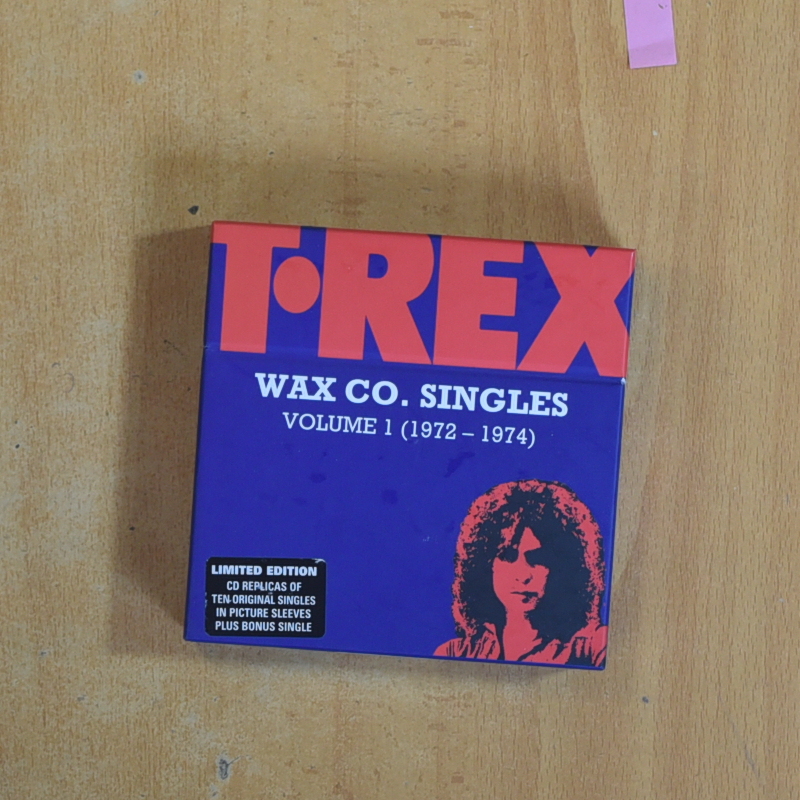 T•REX
WAX CO. SINGLES
VOLUME 1 (1972 – 1974)
LIMITED EDITION
CD REPLICAS OF
TEN ORIGINAL SINGLES
IN PICTURE SLEEVES
PLUS BONUS SINGLE